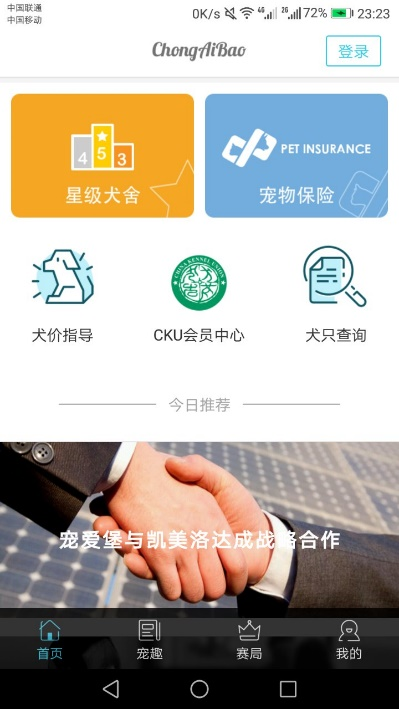 中国联通
中国移动
0K/s 4G 2G 72% 23:23
ChongAiBao
登录
4 5 3
星级犬舍
PET INSURANCE
宠物保险
犬价指导
CKU会员中心
犬只查询
今日推荐
宠爱堡与凯美洛达成战略合作
首页
宠趣
赛局
我的